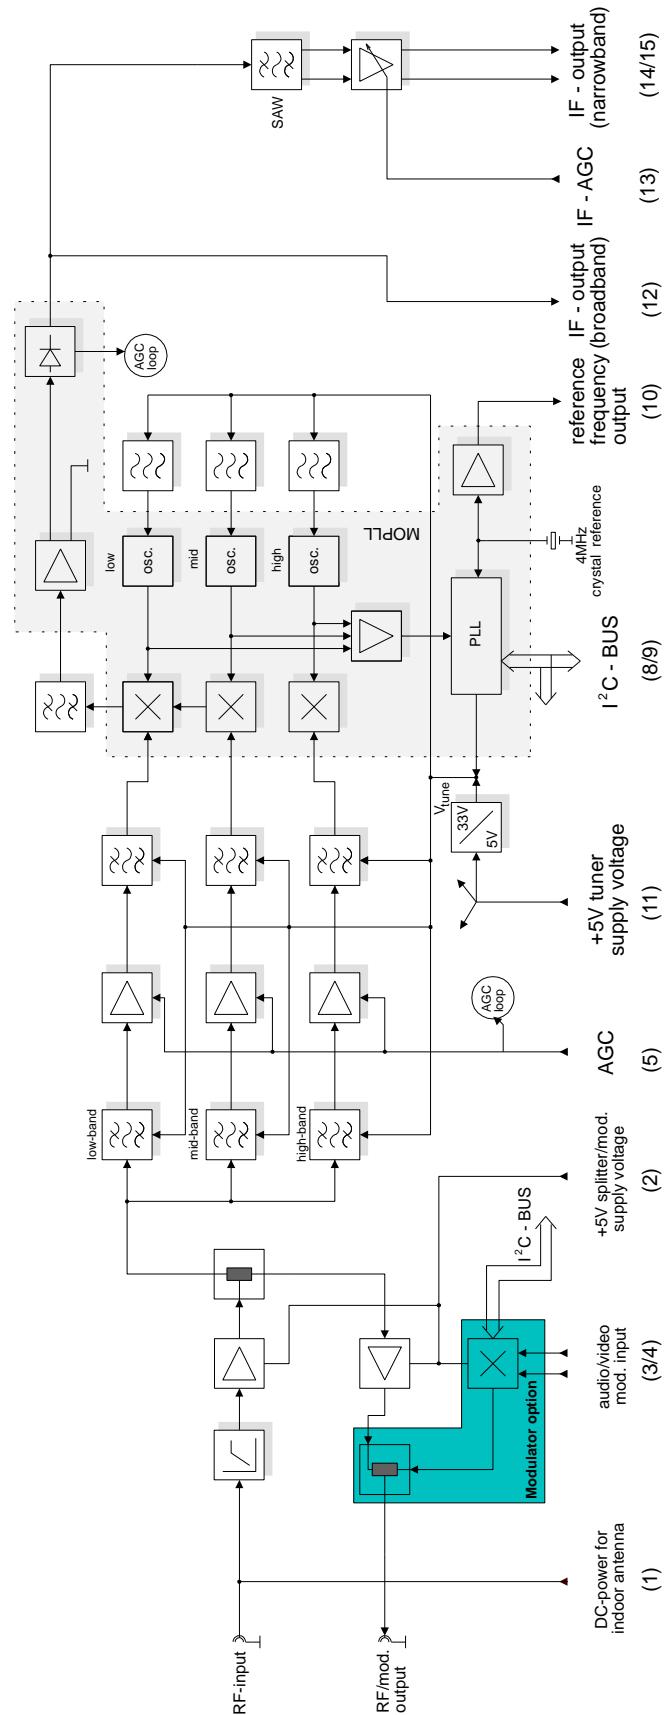 RF-input
RF/mod.
output
DC-power for
indoor antenna
(1)
Modulator option
audio/video
mod. input
(3/4)
I²C - BUS
+5V splitter/mod.
supply voltage
(2)
low-band
mid-band
high-band
AGC
loop
AGC
(5)
+5V tuner
supply voltage
(11)
33V
5V
Vtune
PLL
I²C - BUS
(8/9)
low
osc.
mid
osc.
high
osc.
MOPLL
4MHz
crystal reference
reference
frequency
output
(10)
AGC
loop
IF - output
(broadband)
(12)
IF - AGC
(13)
SAW
IF - output
(narrowband)
(14/15)